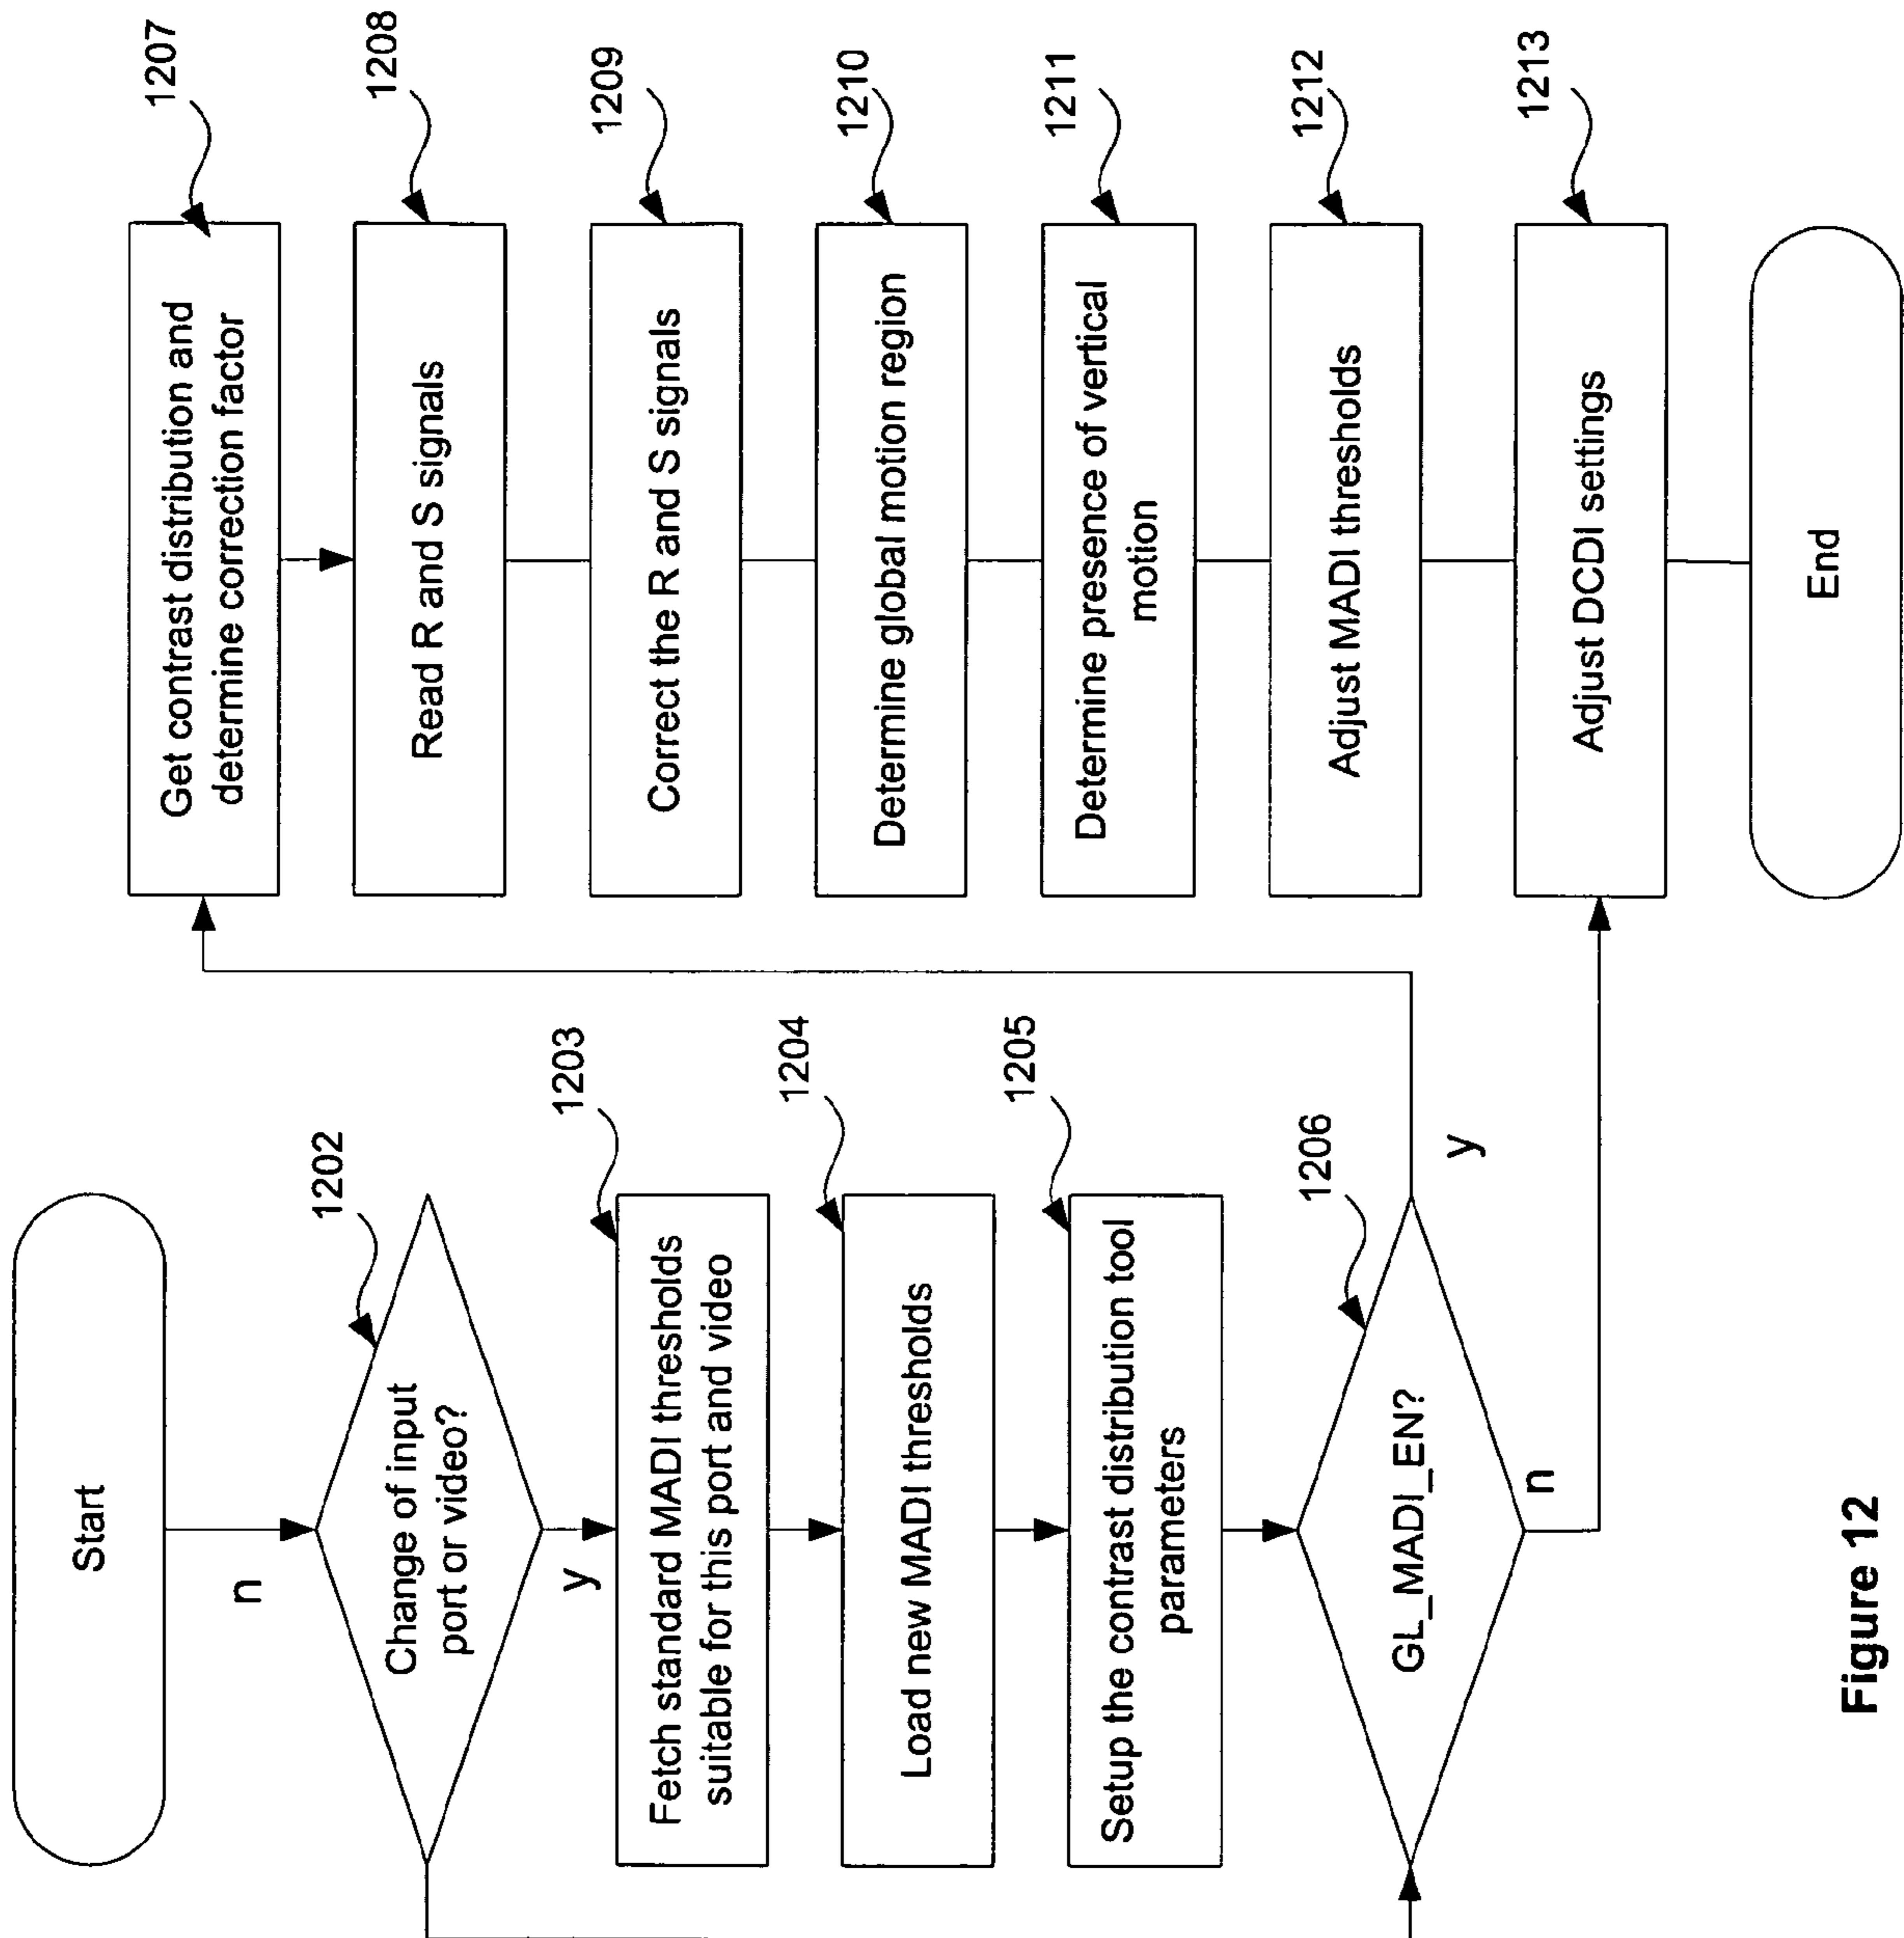 Start
n
1202
Change of input
port or video?
y
1203
Fetch standard MADI thresholds
suitable for this port and video
1204
Load new MADI thresholds
1205
Setup the contrast distribution tool
parameters
1206
GL_MADI_EN?
y
n
1207
Get contrast distribution and
determine correction factor
1208
Read R and S signals
1209
Correct the R and S signals
1210
Determine global motion region
1211
Determine presence of vertical
motion
1212
Adjust MADI thresholds
1213
Adjust DCDI settings
End
Figure 12